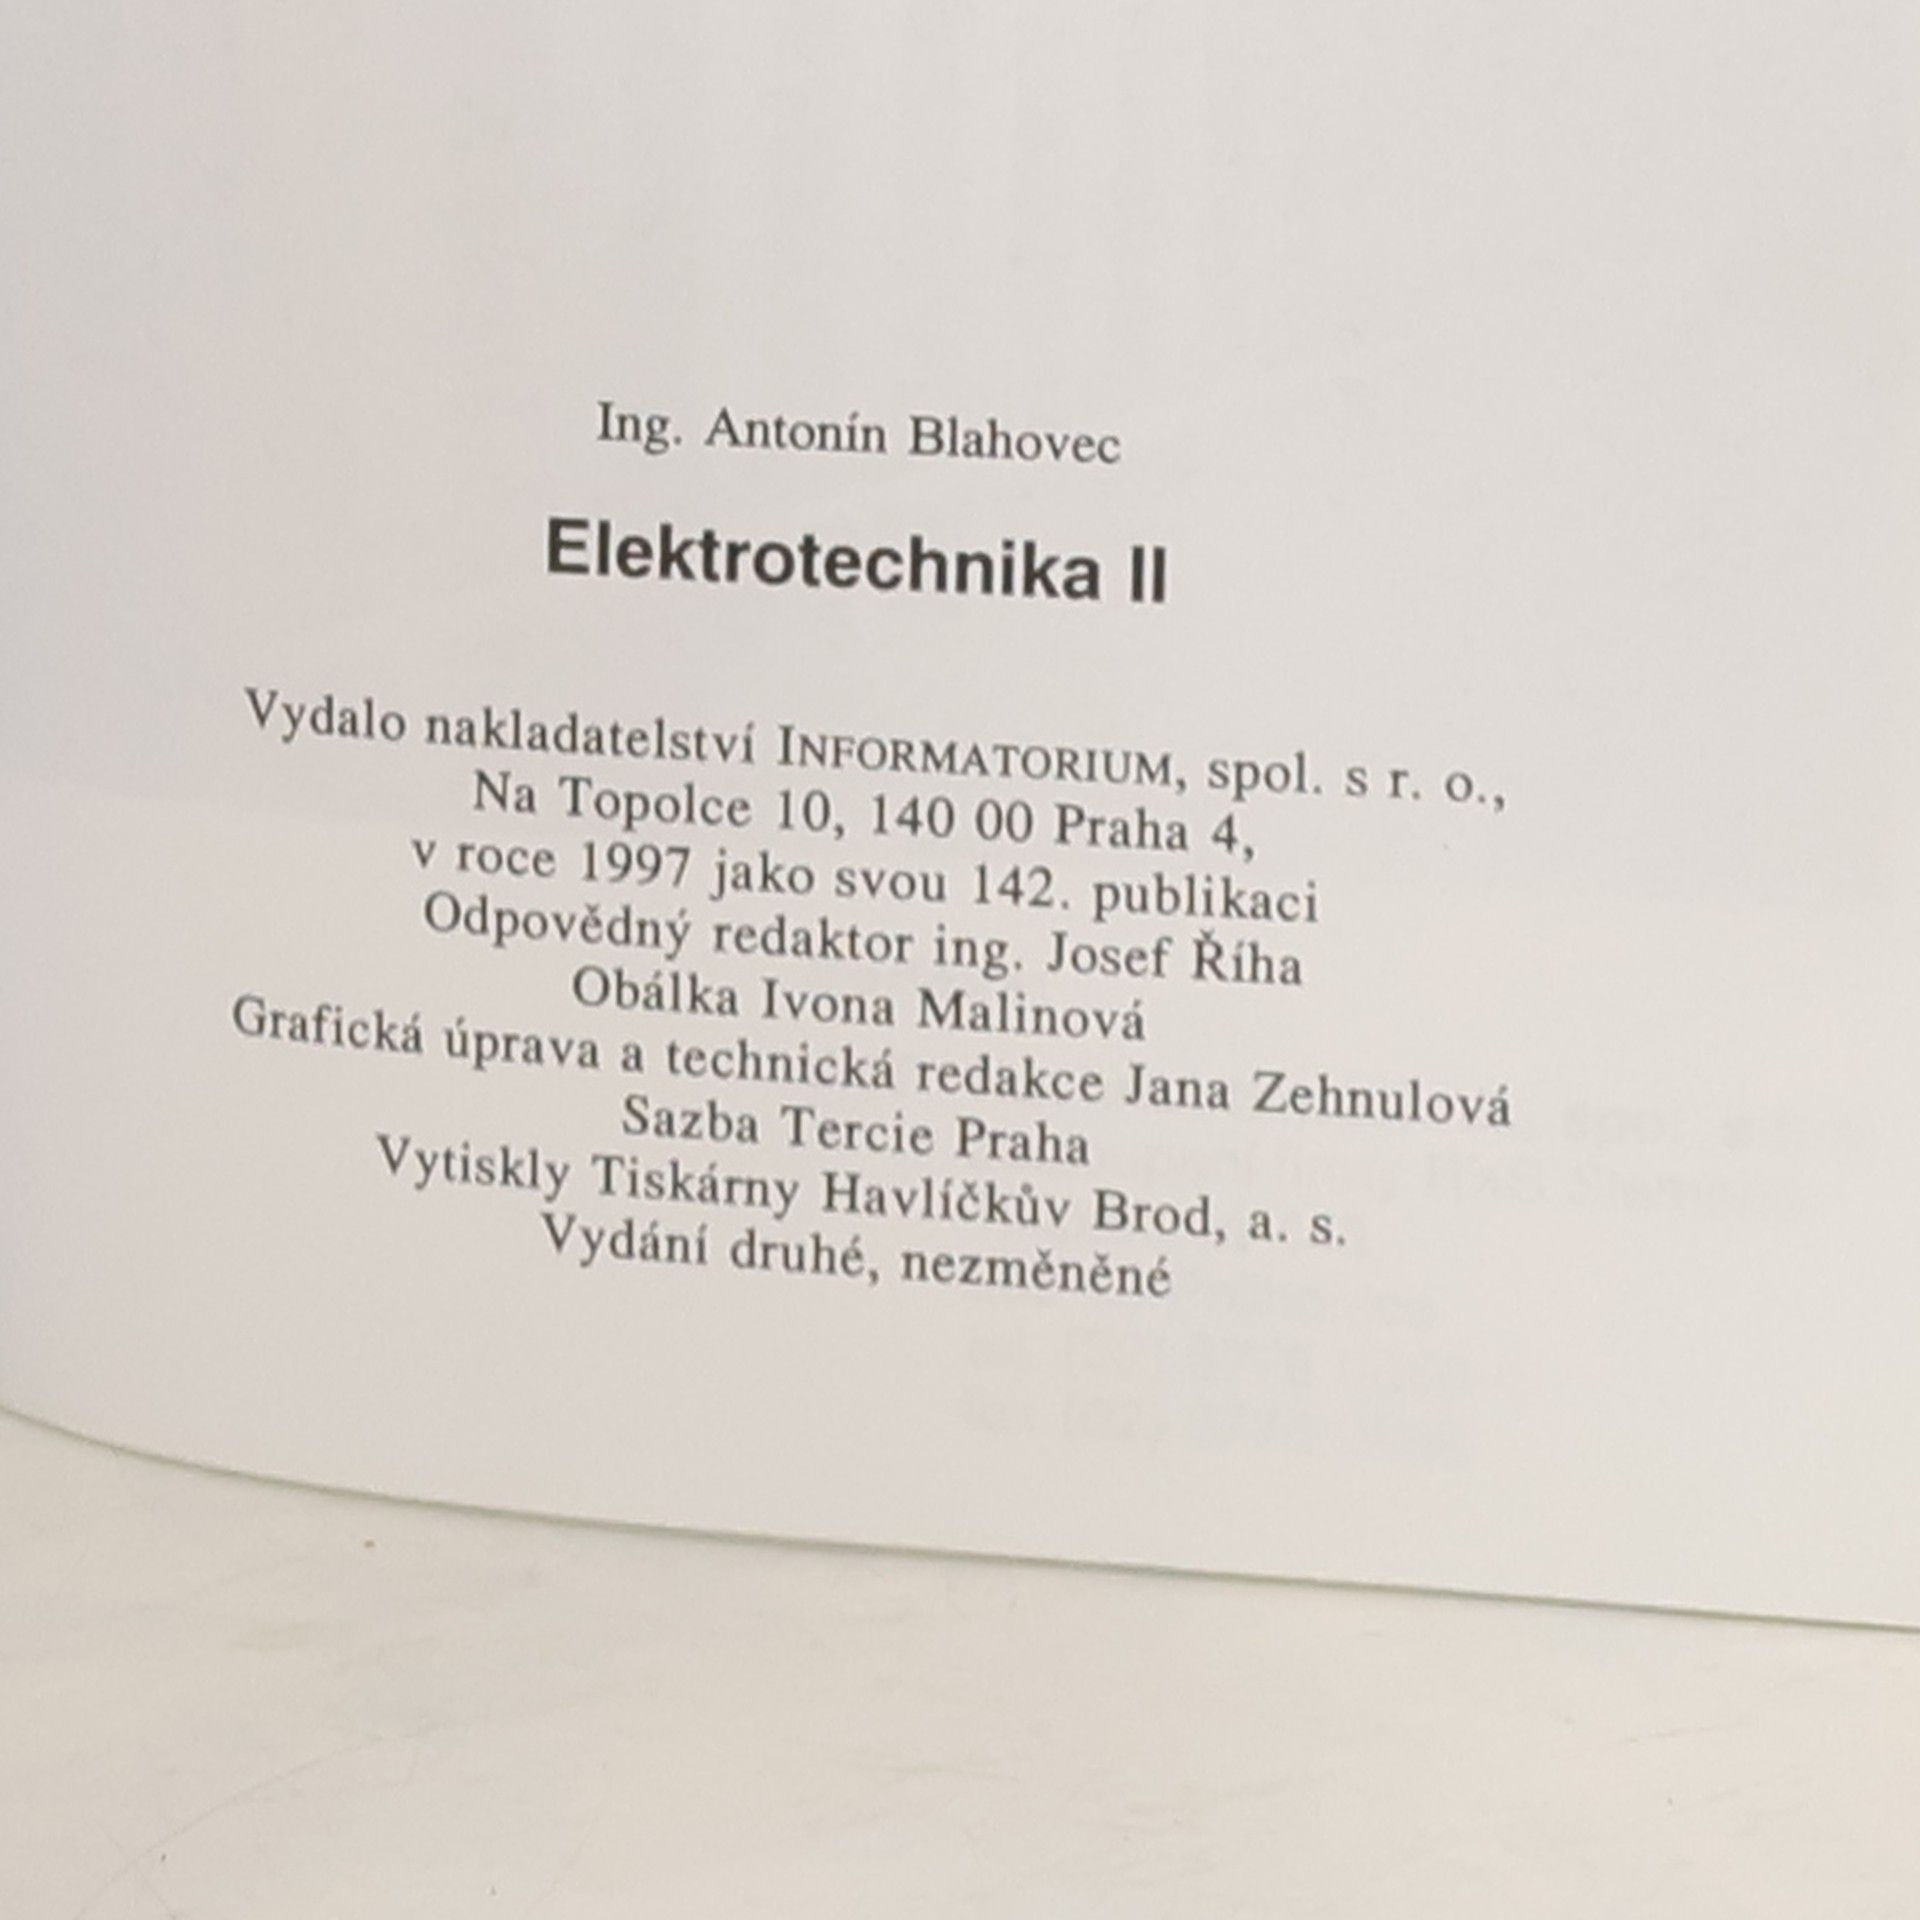 Ing. Antonín Blahovec
Elektrotechnika II
Vydalo nakladatelství INFORMATORIUM, spol. s r. o.,
Na Topolce 10, 140 00 Praha 4,
v roce 1997 jako svou 142. publikaci
Odpovědný redaktor ing. Josef Říha
Obálka Ivona Malinová
Grafická úprava a technická redakce Jana Zehnulová
Sazba Tercie Praha
Vytiskly Tiskárny Havlíčkův Brod, a. s.
Vydání druhé, nezměněné